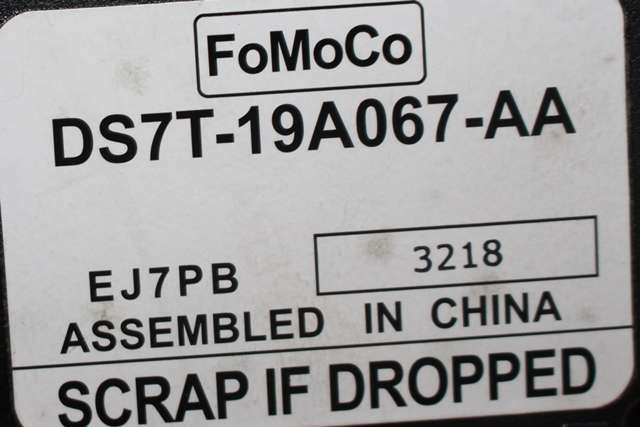 FoMoCo
DS7T-19A067-AA
EJ7PB 3218
ASSEMBLED IN CHINA
SCRAP IF DROPPED